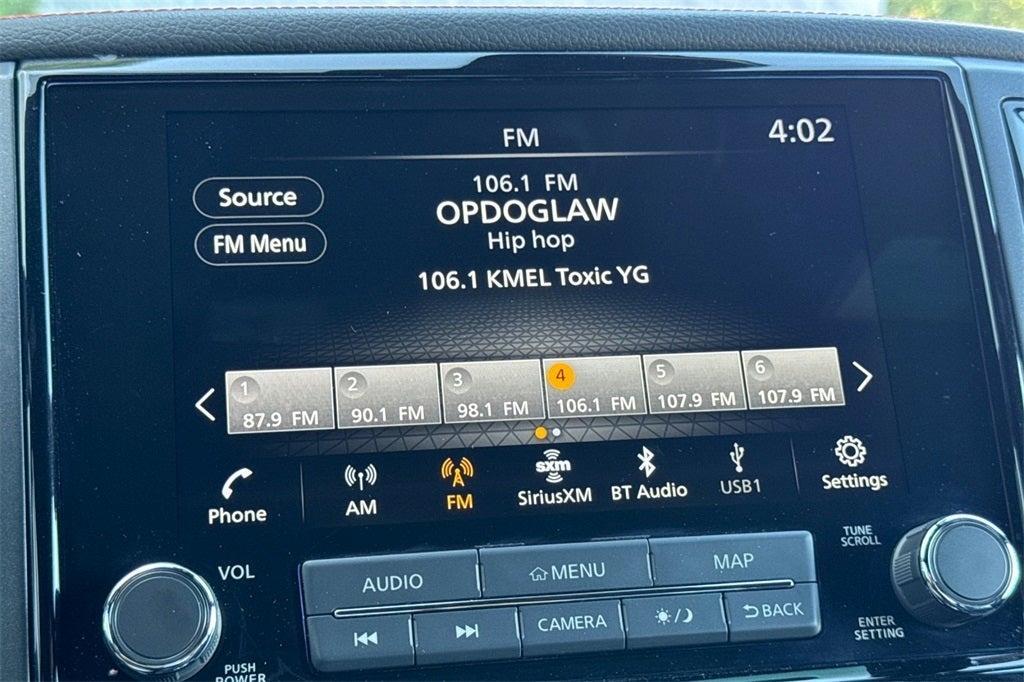 FM
4:02
Source
FM Menu
106.1 FM
OPDOGLAW
Hip hop
106.1 KMEL Toxic YG
1 2 3 4 5 6
87.9 FM 90.1 FM 98.1 FM 106.1 FM 107.9 FM 107.9 FM
Phone AM FM SiriusXM BT Audio USB1 Settings
sxm
VOL
AUDIO MENU MAP
CAMERA BACK
TUNE
SCROLL
ENTER
SETTING
PUSH
POWER